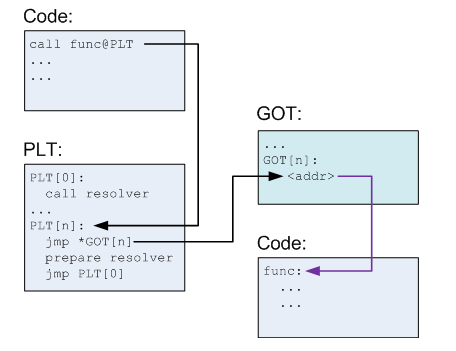 Code:
call func@PLT
...
...
PLT:
PLT[0]:
call resolver
...
PLT[n]:
jmp *GOT[n]
prepare resolver
jmp PLT[0]
GOT:
...
GOT[n]:
<addr>
Code:
func:
...
...